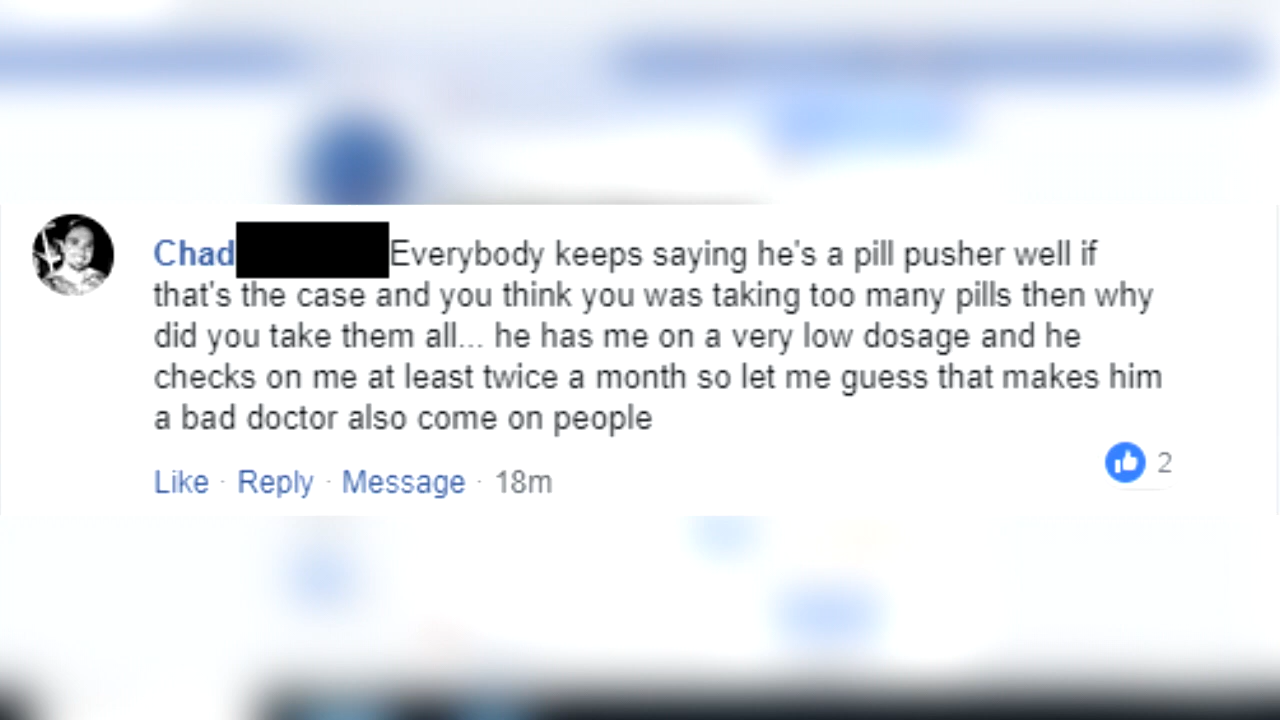 Chad Everybody keeps saying he's a pill pusher well if
that's the case and you think you was taking too many pills then why
did you take them all... he has me on a very low dosage and he
checks on me at least twice a month so let me guess that makes him
a bad doctor also come on people
Like · Reply · Message · 18m
2